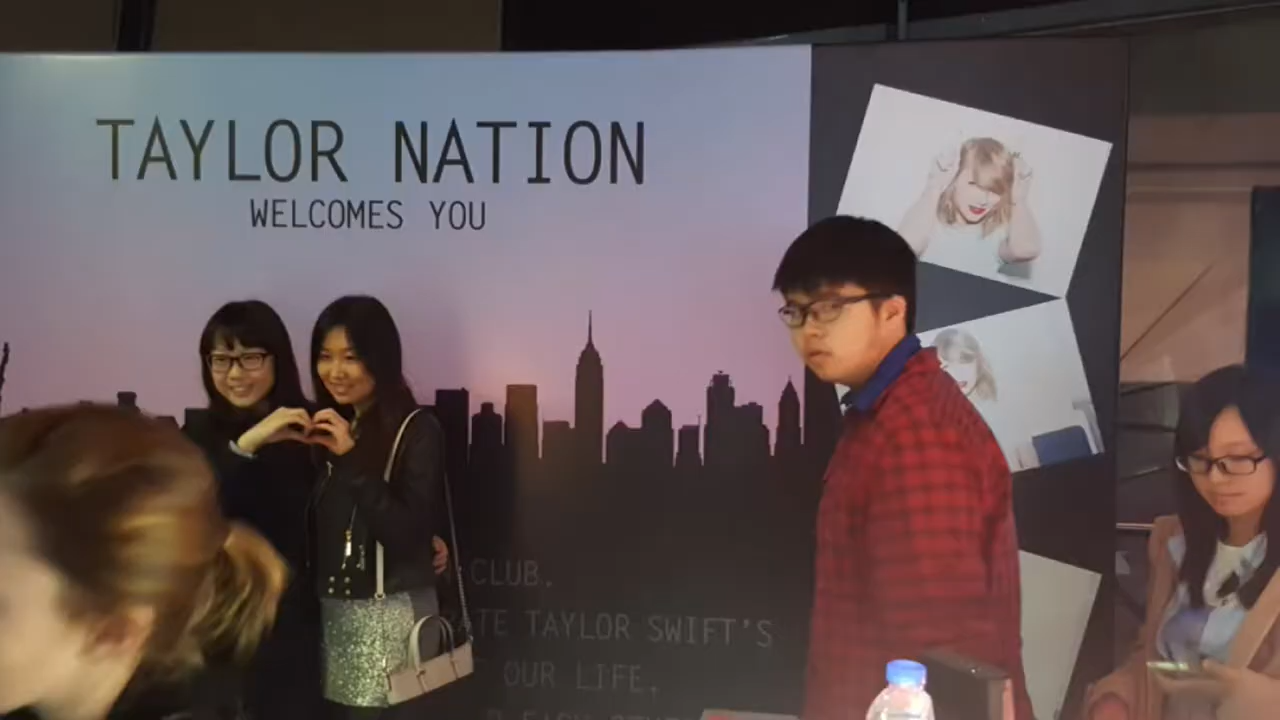 TAYLOR NATION
WELCOMES YOU
CLUB.
TAYLOR SWIFT'S
OUR LIFE.